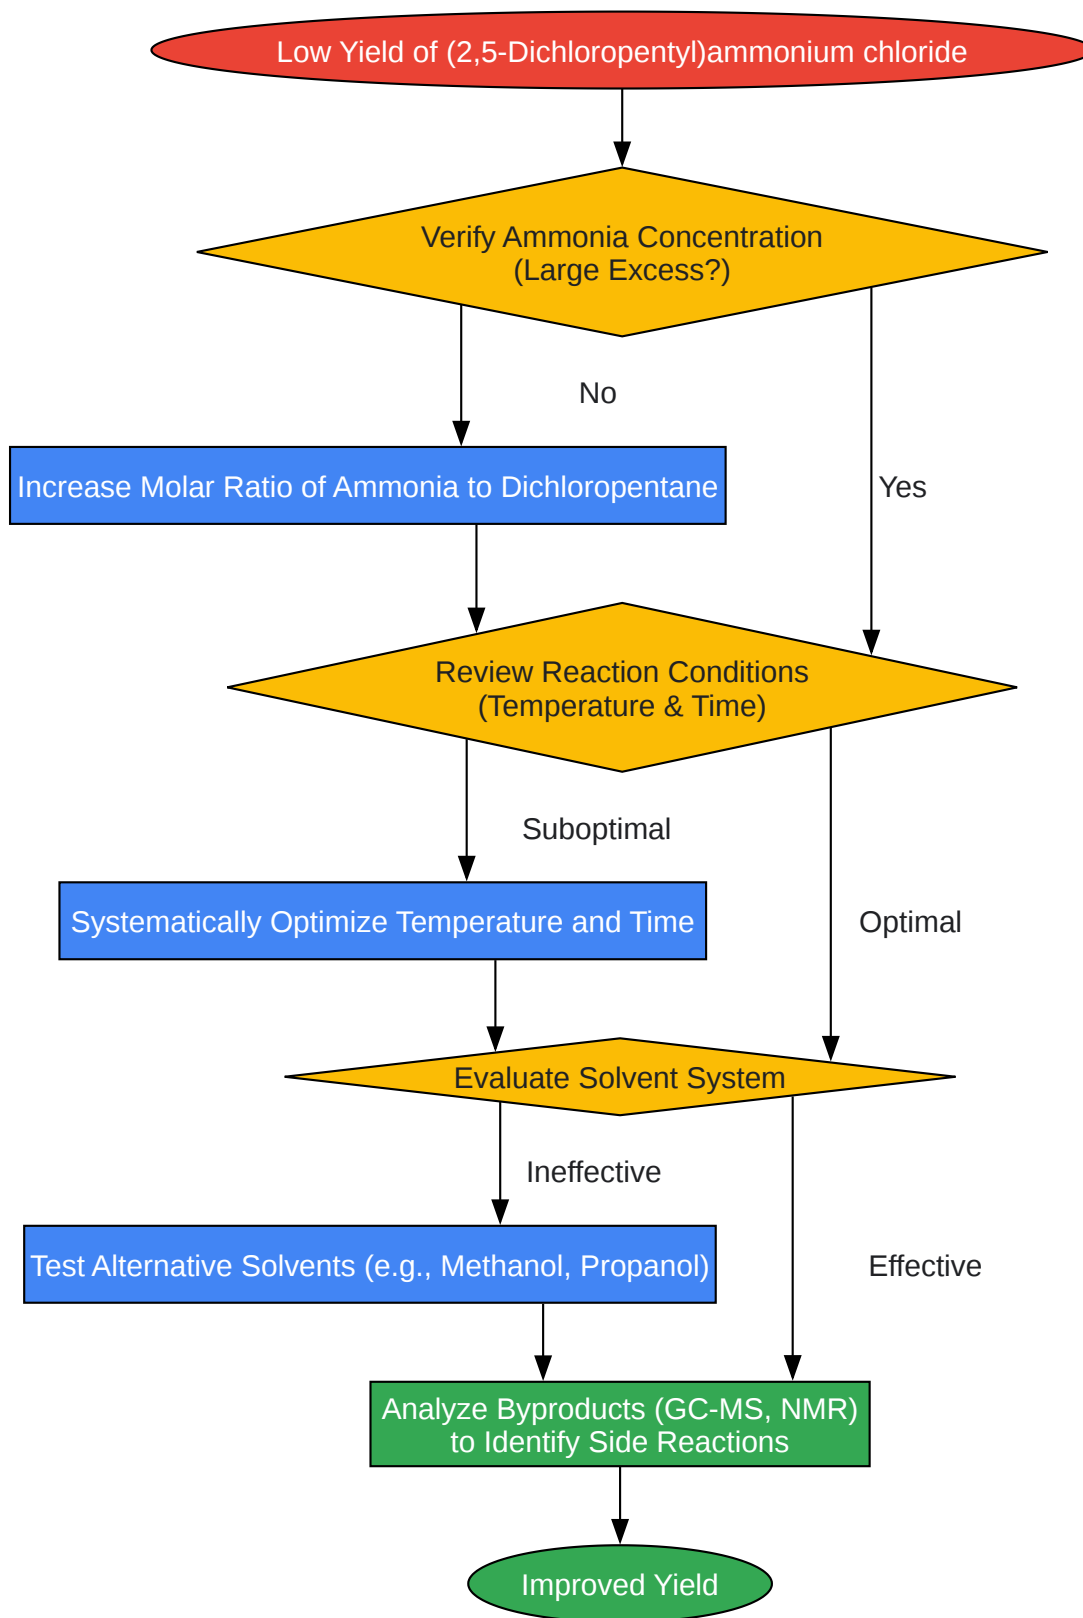 Low Yield of (2,5-Dichloropentyl)ammonium chloride
Verify Ammonia Concentration
(Large Excess?)
No
Increase Molar Ratio of Ammonia to Dichloropentane
Yes
Review Reaction Conditions
(Temperature & Time)
Suboptimal
Systematically Optimize Temperature and Time
Optimal
Evaluate Solvent System
Ineffective
Test Alternative Solvents (e.g., Methanol, Propanol)
Effective
Analyze Byproducts (GC-MS, NMR)
to Identify Side Reactions
Improved Yield